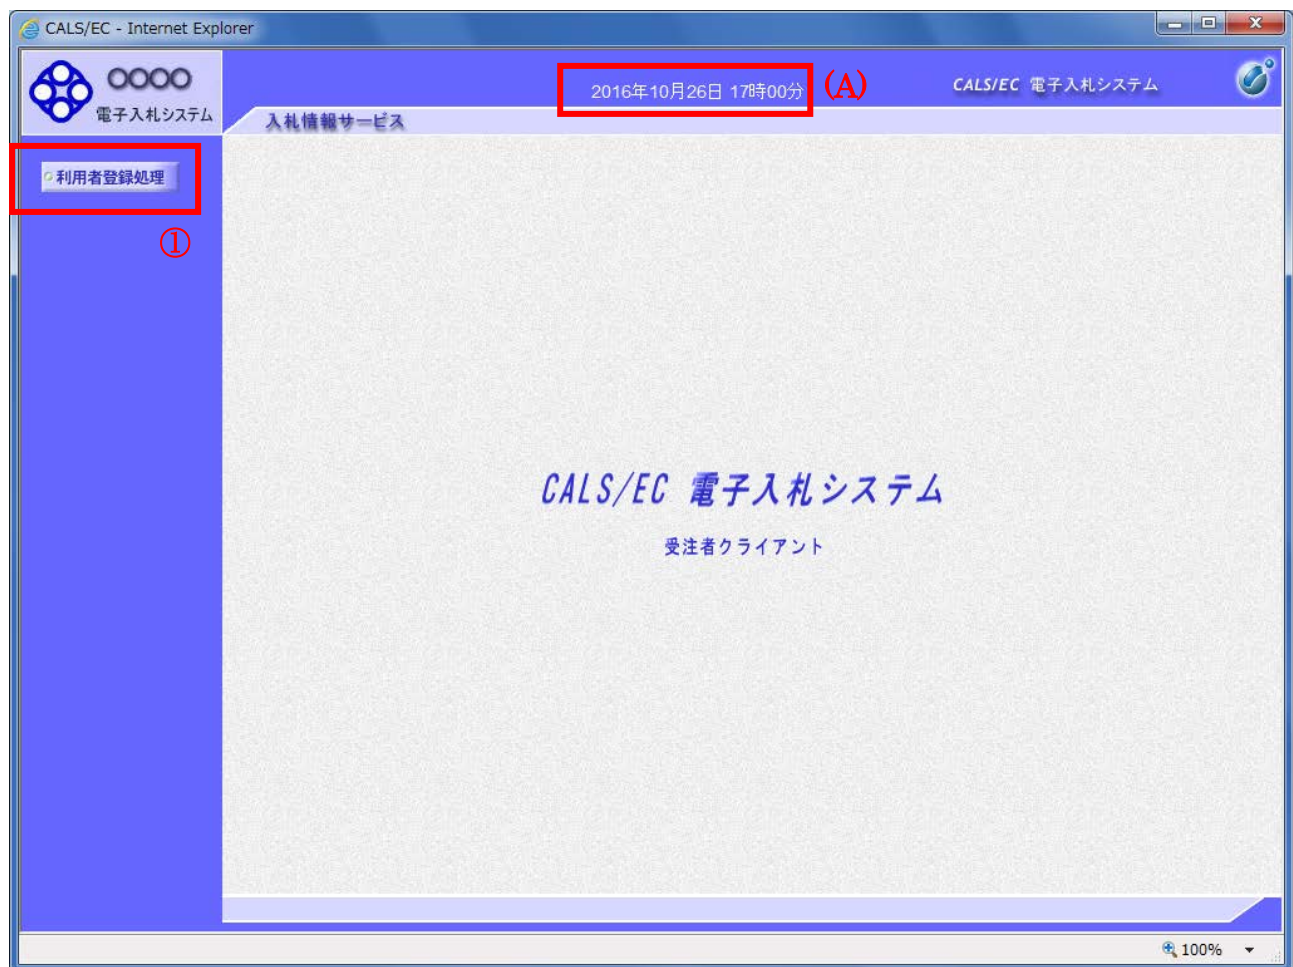 CALS/EC - Internet Explorer
〇〇〇〇
電子入札システム
2016年10月26日 17時00分
(A)
CALS/EC 電子入札システム
入札情報サービス
利用者登録処理
①
CALS/EC 電子入札システム
受注者クライアント
100%